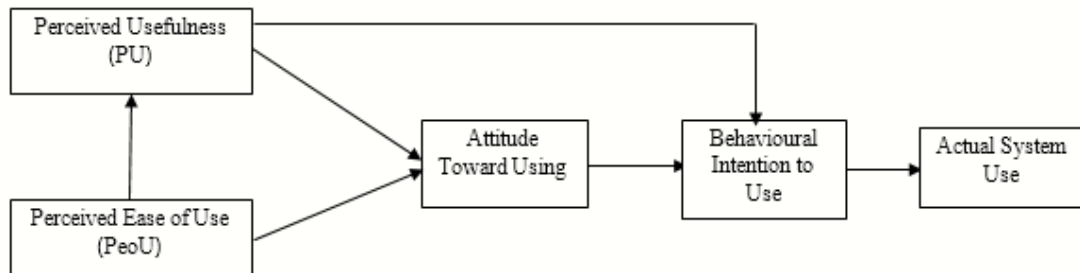 Perceived Usefulness
(PU)
Attitude
Toward Using
Behavioural
Intention to
Use
Actual System
Use
Perceived Ease of Use
(PeoU)